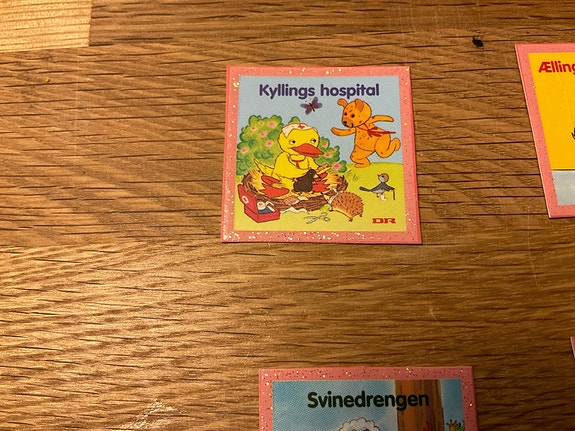 Kyllings hospital
DR
Ælling
Svinedrengen